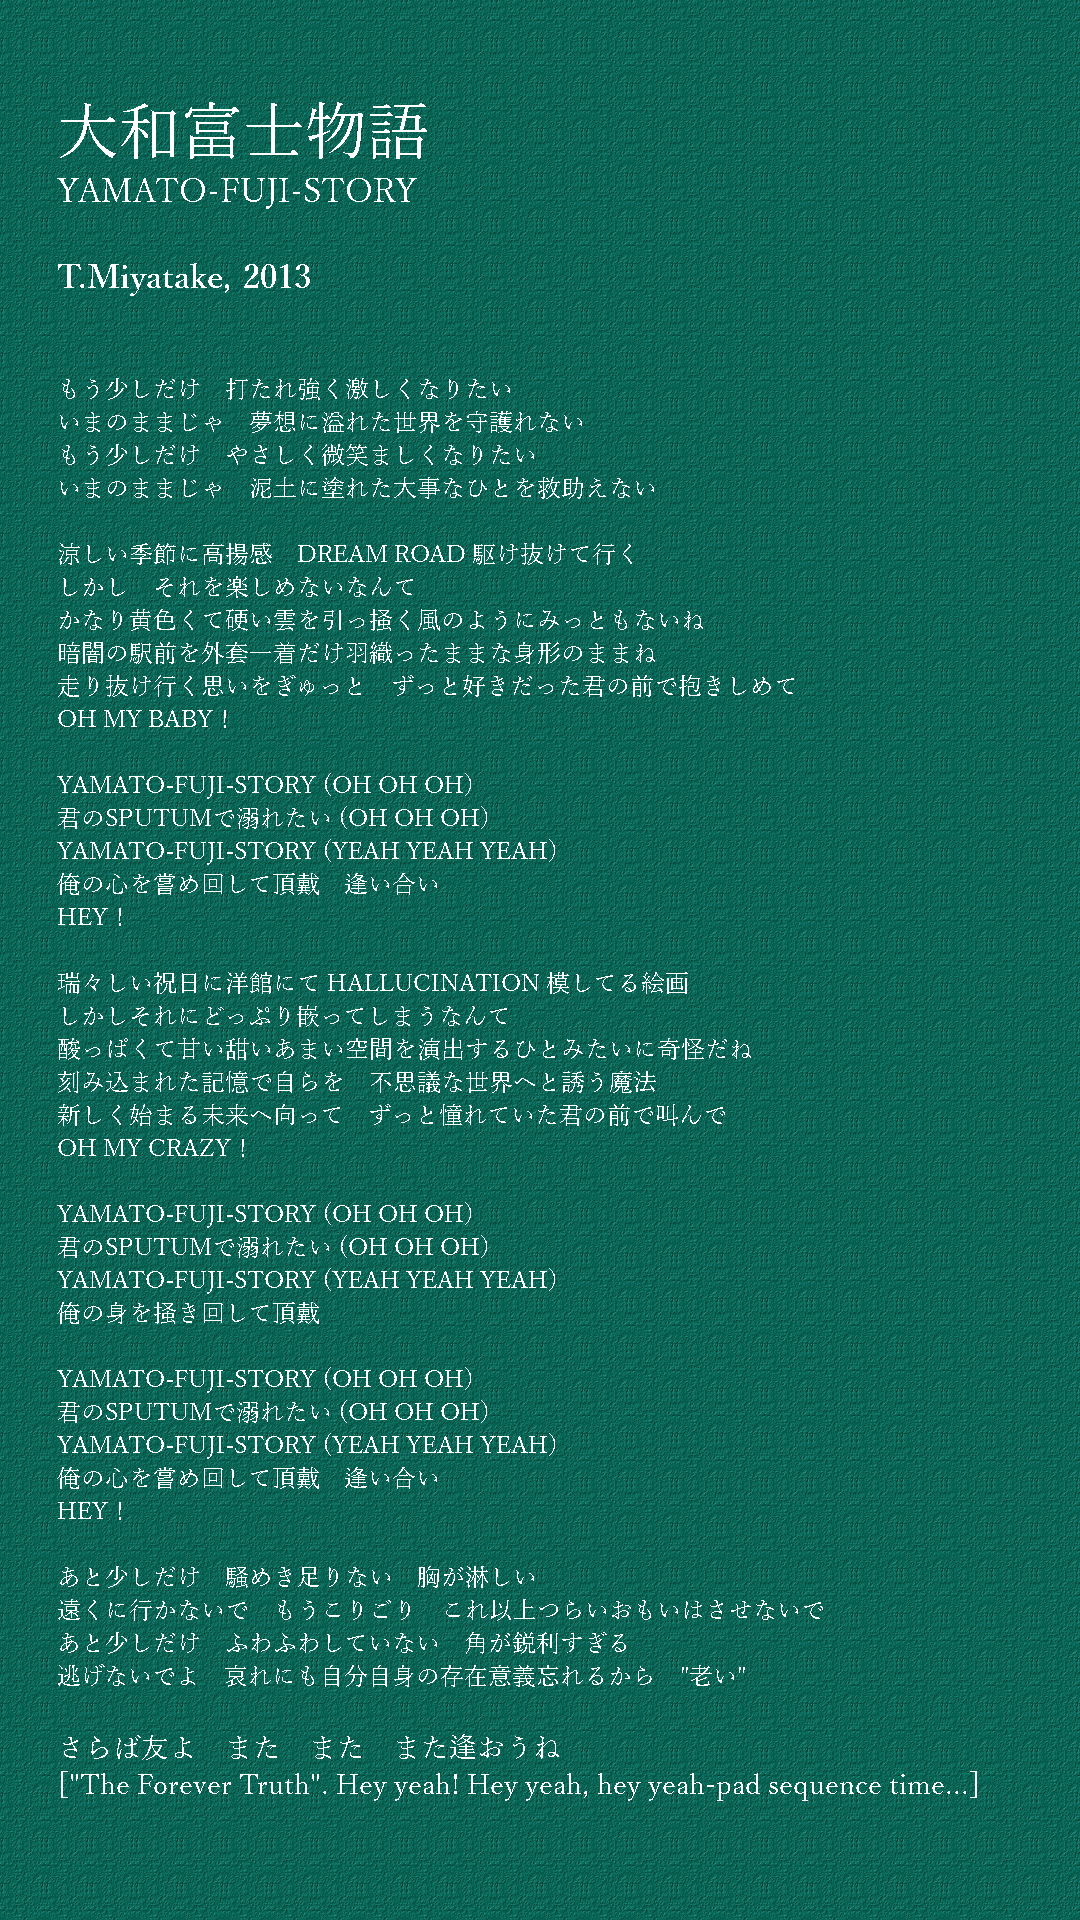 大和富士物語
YAMATO-FUJI-STORY
T.Miyatake, 2013
もう少しだけ　打たれ強く激しくなりたい
いまのままじゃ　夢想に溢れた世界を守護れない
もう少しだけ　やさしく微笑ましくなりたい
いまのままじゃ　泥土に塗れた大事なひとを救助えない
涼しい季節に高揚感　DREAM ROAD 駆け抜けて行く
しかし　それを楽しめないなんて
かなり黄色くて硬い雲を引っ掻く風のようにみっともないね
暗闇の駅前を外套一着だけ羽織ったままな身形のままね
走り抜け行く思いをぎゅっと　ずっと好きだった君の前で抱きしめて
OH MY BABY！
YAMATO-FUJI-STORY (OH OH OH)
君のSPUTUMで溺れたい (OH OH OH)
YAMATO-FUJI-STORY (YEAH YEAH YEAH)
俺の心を嘗め回して頂戴　逢い合い
HEY！
瑞々しい祝日に洋館にて HALLUCINATION 模してる絵画
しかしそれにどっぷり嵌ってしまうなんて
酸っぱくて甘い甜いあまい空間を演出するひとみたいに奇怪だね
刻み込まれた記憶で自らを　不思議な世界へと誘う魔法
新しく始まる未来へ向って　ずっと憧れていた君の前で叫んで
OH MY CRAZY！
YAMATO-FUJI-STORY (OH OH OH)
君のSPUTUMで溺れたい (OH OH OH)
YAMATO-FUJI-STORY (YEAH YEAH YEAH)
俺の身を掻き回して頂戴
YAMATO-FUJI-STORY (OH OH OH)
君のSPUTUMで溺れたい (OH OH OH)
YAMATO-FUJI-STORY (YEAH YEAH YEAH)
俺の心を嘗め回して頂戴　逢い合い
HEY！
あと少しだけ　騒めき足りない　胸が淋しい
遠くに行かないで　もうこりごり　これ以上つらいおもいはさせないで
あと少しだけ　ふわふわしていない　角が鋭利すぎる
逃げないでよ　哀れにも自分自身の存在意義忘れるから　"老い"
さらば友よ　また　また　また逢おうね
["The Forever Truth". Hey yeah! Hey yeah, hey yeah-pad sequence time...]